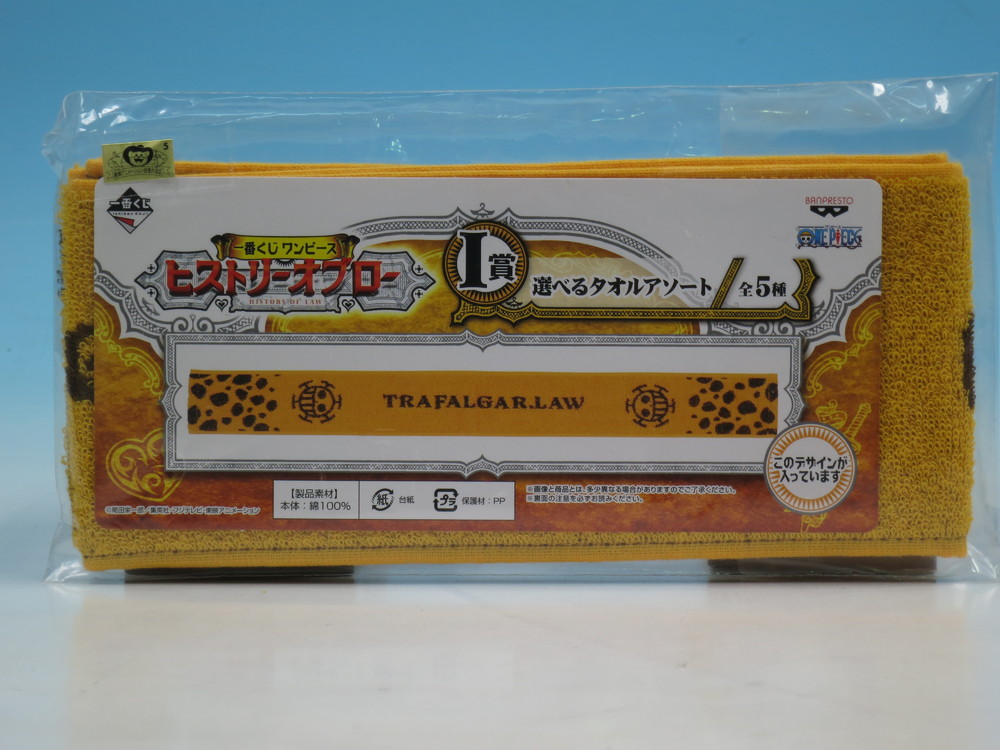 5
一番くじ
BANPRESTO
ONE PIECE
一番くじ ワンピース
ヒストリーオブロー
HISTORY OF LAW
I賞
選べるタオルアソート/全5種
TRAFALGAR.LAW
このデザインが
入っています
【製品素材】
本体:綿100%
紙 台紙
プラ 保護材:PP
※画像と商品とは、多少異なる場合がありますのでご了承ください。
※裏面の注意を必ずお読みください。
©尾田栄一郎/集英社・フジテレビ・東映アニメーション